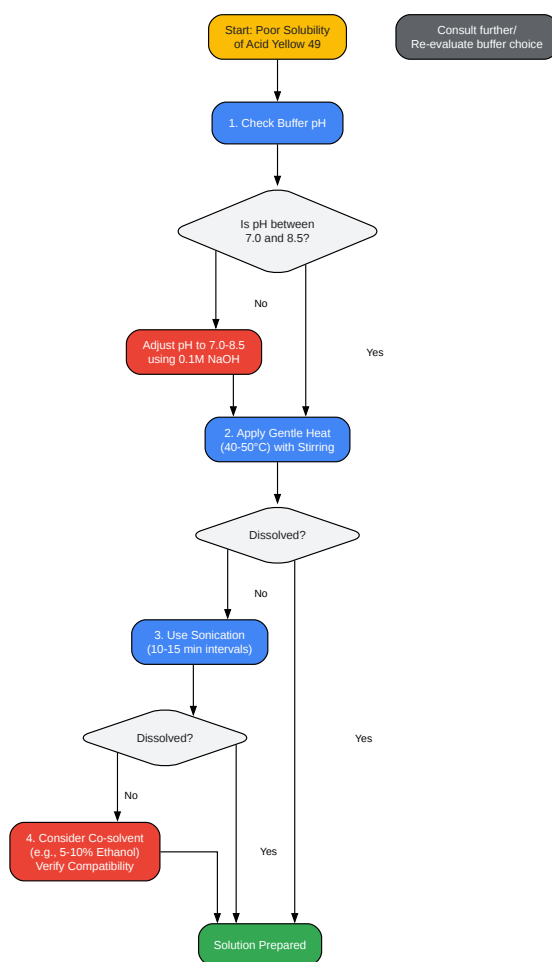 Start: Poor Solubility
of Acid Yellow 49
Consult further/
Re-evaluate buffer choice
1. Check Buffer pH
Is pH between
7.0 and 8.5?
No
Adjust pH to 7.0-8.5
using 0.1M NaOH
Yes
2. Apply Gentle Heat
(40-50°C) with Stirring
Dissolved?
No
3. Use Sonication
(10-15 min intervals)
Dissolved?
Yes
No
4. Consider Co-solvent
(e.g., 5-10% Ethanol)
Verify Compatibility
Yes
Solution Prepared